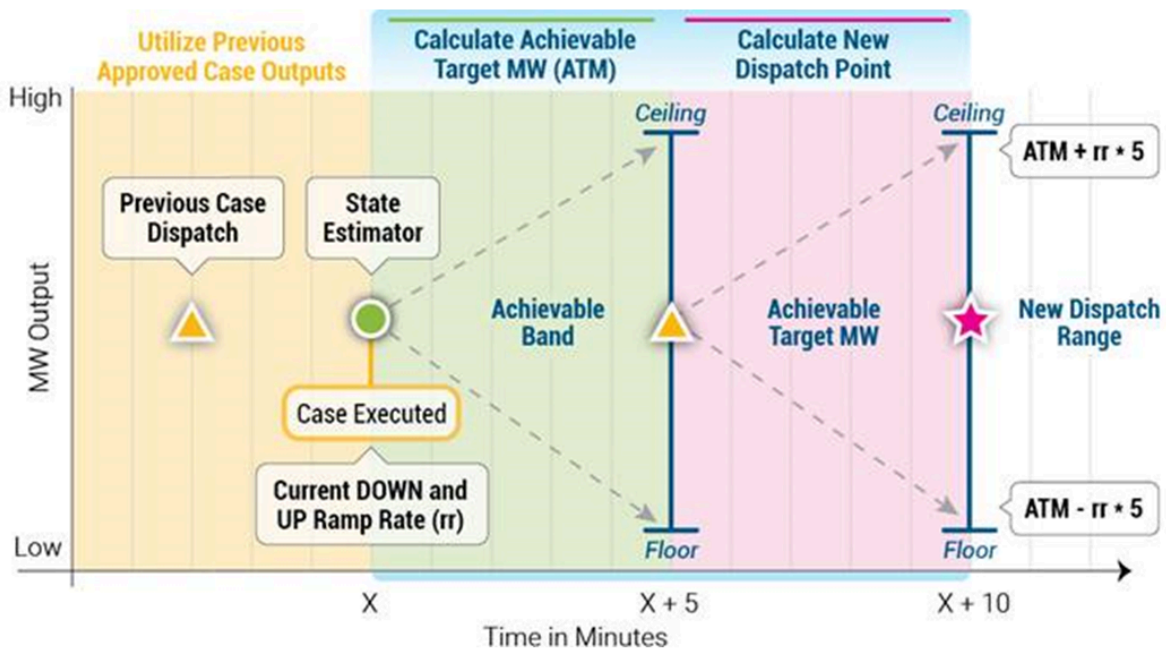 Utilize Previous
Approved Case Outputs
Calculate Achievable
Target MW (ATM)
Calculate New
Dispatch Point
High
Ceiling
Ceiling
ATM + rr * 5
Previous Case
Dispatch
State
Estimator
MW Output
Achievable
Band
Achievable
Target MW
New Dispatch
Range
Case Executed
Current DOWN and
UP Ramp Rate (rr)
ATM - rr * 5
Low
Floor
Floor
X
X + 5
X + 10
Time in Minutes